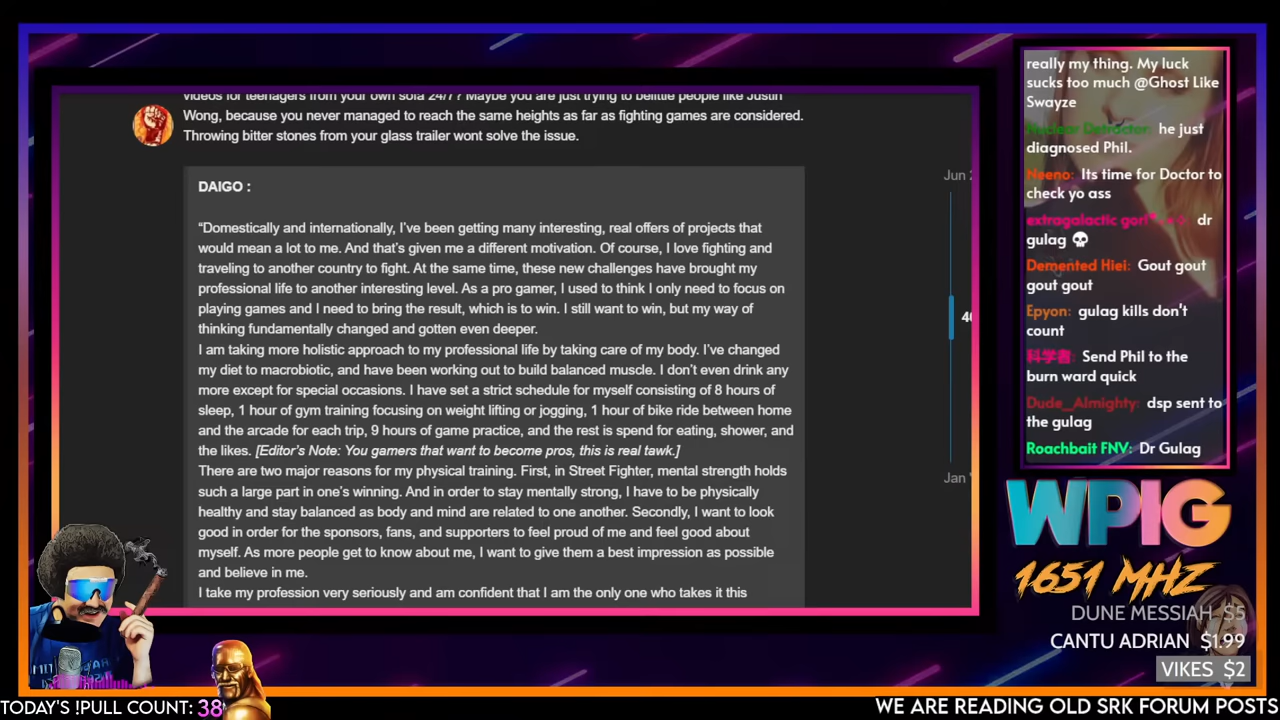 videos for teenagers from your own sofa 24/7? Maybe you are just trying to belittle people like Justin
Wong, because you never managed to reach the same heights as far as fighting games are considered.
Throwing bitter stones from your glass trailer wont solve the issue.
DAIGO :
“Domestically and internationally, I’ve been getting many interesting, real offers of projects that
would mean a lot to me. And that’s given me a different motivation. Of course, I love fighting and
traveling to another country to fight. At the same time, these new challenges have brought my
professional life to another interesting level. As a pro gamer, I used to think I only need to focus on
playing games and I need to bring the result, which is to win. I still want to win, but my way of
thinking fundamentally changed and gotten even deeper.
I am taking more holistic approach to my professional life by taking care of my body. I’ve changed
my diet to macrobiotic, and have been working out to build balanced muscle. I don’t even drink any
more except for special occasions. I have set a strict schedule for myself consisting of 8 hours of
sleep, 1 hour of gym training focusing on weight lifting or jogging, 1 hour of bike ride between home
and the arcade for each trip, 9 hours of game practice, and the rest is spend for eating, shower, and
the likes. [Editor’s Note: You gamers that want to become pros, this is real tawk.]
There are two major reasons for my physical training. First, in Street Fighter, mental strength holds
such a large part in one’s winning. And in order to stay mentally strong, I have to be physically
healthy and stay balanced as body and mind are related to one another. Secondly, I want to look
good in order for the sponsors, fans, and supporters to feel proud of me and feel good about
myself. As more people get to know about me, I want to give them a best impression as possible
and believe in me.
I take my profession very seriously and am confident that I am the only one who takes it this
Jun
40
Jan
really my thing. My luck
sucks too much @Ghost Like
Swayze
Nuclear Detractor: he just
diagnosed Phil.
Neeno: Its time for Doctor to
check yo ass
extragalactic gorl dr
gulag 💀
Demented Hiei: Gout gout
gout gout
Epyon: gulag kills don't
count
科学者: Send Phil to the
burn ward quick
Dude_Almighty: dsp sent to
the gulag
Roachbait FNV: Dr Gulag
WPIG
1651 MHZ
DUNE MESSIAH $5
CANTU ADRIAN $1.99
VIKES $2
TODAY'S !PULL COUNT: 38
WE ARE READING OLD SRK FORUM POSTS